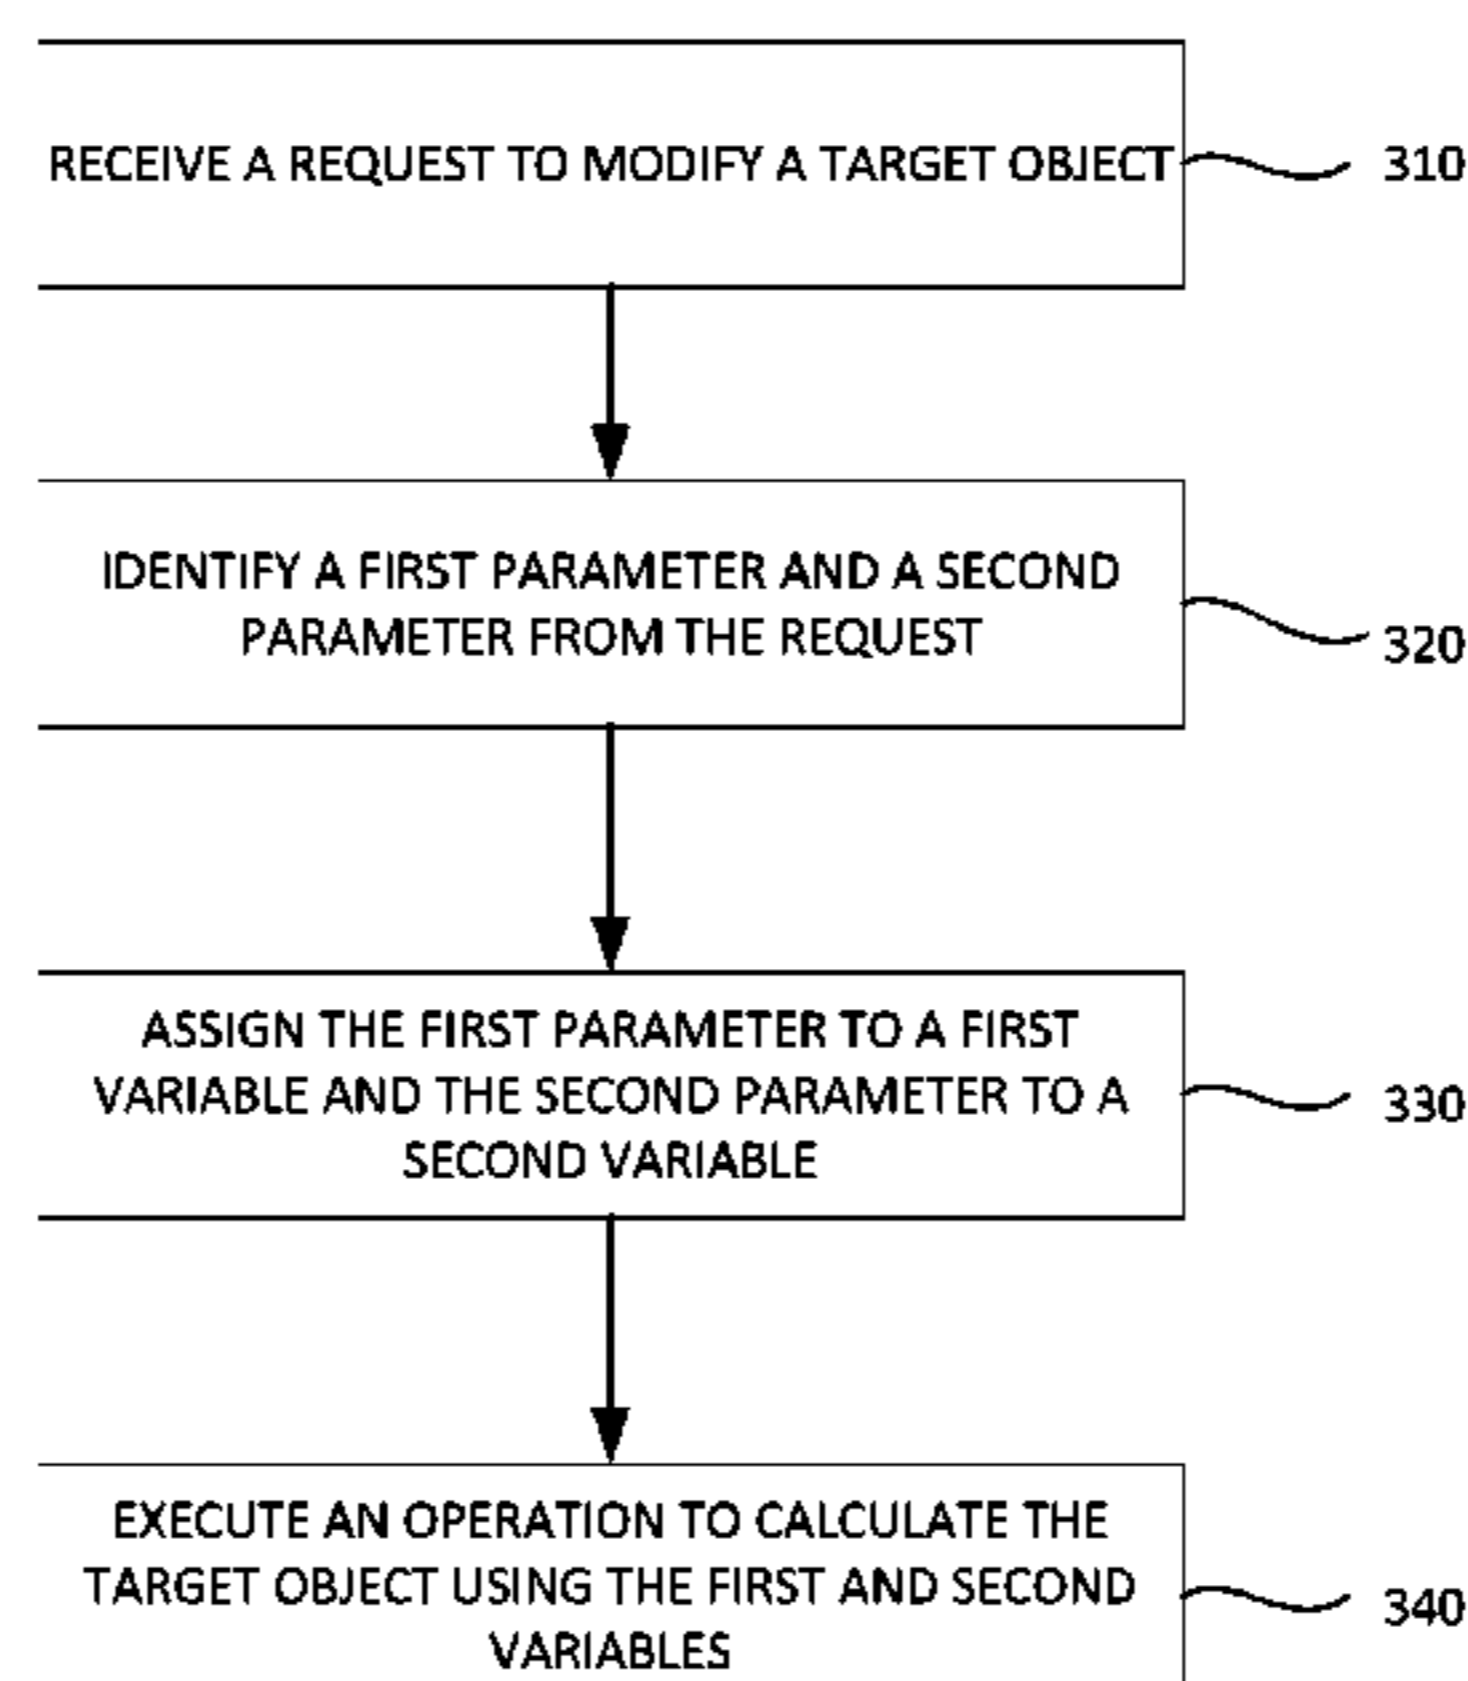 RECEIVE A REQUEST TO MODIFY A TARGET OBJECT
310
IDENTIFY A FIRST PARAMETER AND A SECOND
PARAMETER FROM THE REQUEST
320
ASSIGN THE FIRST PARAMETER TO A FIRST
VARIABLE AND THE SECOND PARAMETER TO A
SECOND VARIABLE
330
EXECUTE AN OPERATION TO CALCULATE THE
TARGET OBJECT USING THE FIRST AND SECOND
VARIABLES
340